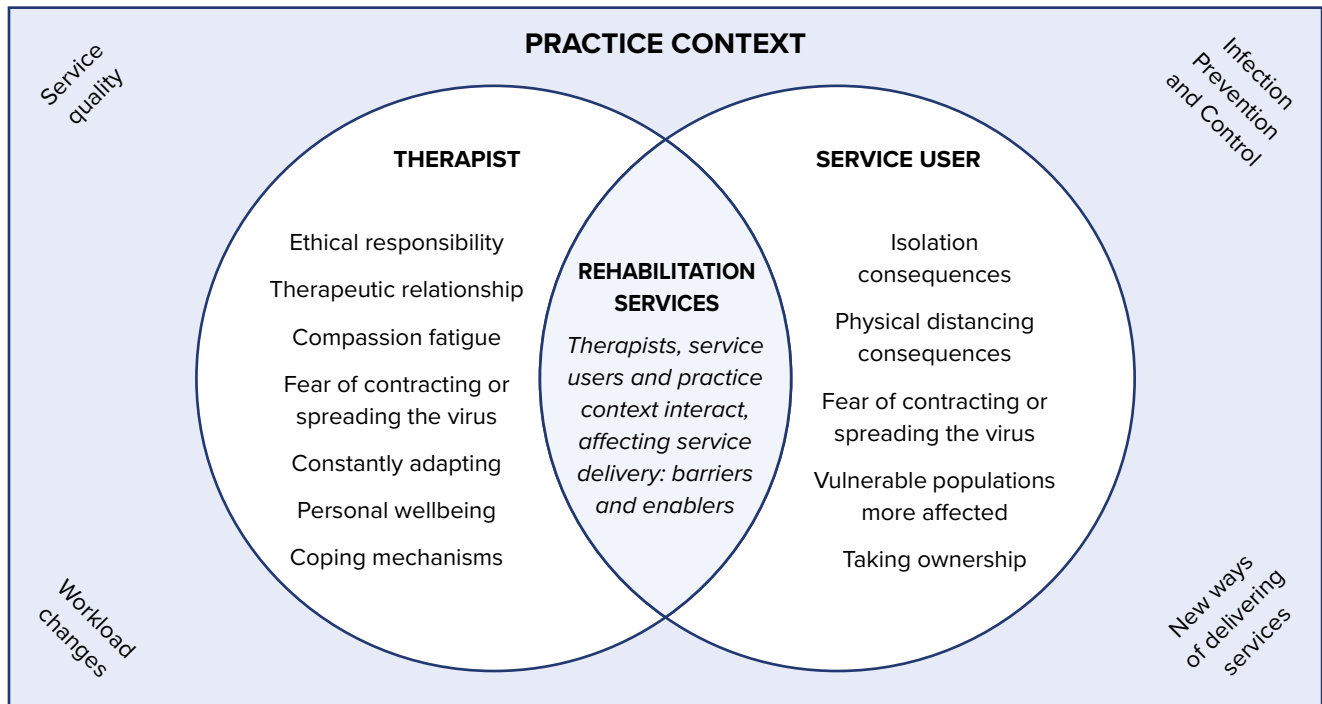 PRACTICE CONTEXT
Service
quality
Infection
Prevention
and Control
THERAPIST
Ethical responsibility
Therapeutic relationship
Compassion fatigue
Fear of contracting or
spreading the virus
Constantly adapting
Personal wellbeing
Coping mechanisms
REHABILITATION
SERVICES
Therapists, service
users and practice
context interact,
affecting service
delivery: barriers
and enablers
SERVICE USER
Isolation
consequences
Physical distancing
consequences
Fear of contracting or
spreading the virus
Vulnerable populations
more affected
Taking ownership
Workload
changes
New ways
of delivering
services